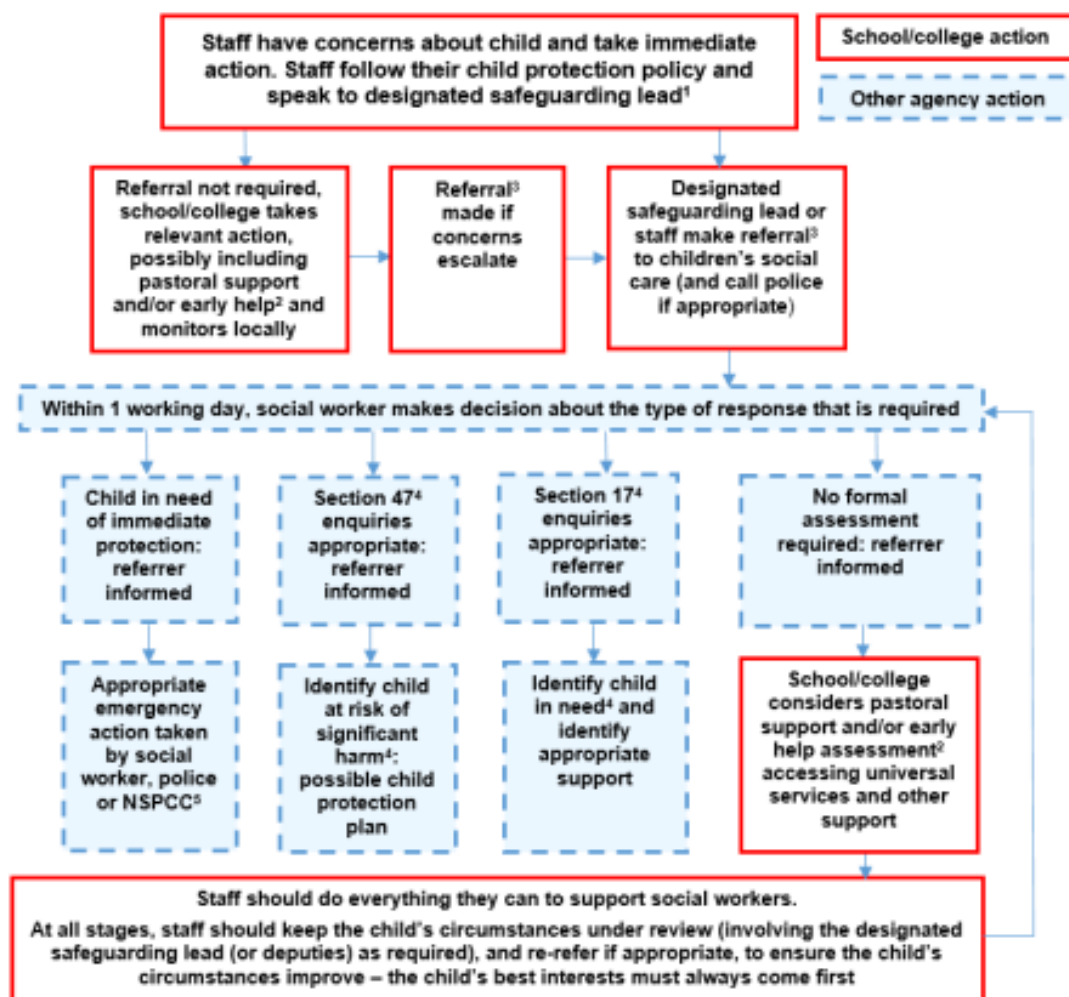 Staff have concerns about child and take immediate
action. Staff follow their child protection policy and
speak to designated safeguarding lead¹
School/college action
Other agency action
Referral not required,
school/college takes
relevant action,
possibly including
pastoral support
and/or early help² and
monitors locally
Referral³
made if
concerns
escalate
Designated
safeguarding lead or
staff make referral³
to children's social
care (and call police
if appropriate)
Within 1 working day, social worker makes decision about the type of response that is required
Child in need
of immediate
protection:
referrer
informed
Section 47⁴
enquiries
appropriate:
referrer
informed
Section 17⁴
enquiries
appropriate:
referrer
informed
No formal
assessment
required: referrer
informed
Appropriate
emergency
action taken
by social
worker, police
or NSPCC⁵
Identify child
at risk of
significant
harm⁴:
possible child
protection
plan
Identify child
in need⁴ and
identify
appropriate
support
School/college
considers pastoral
support and/or early
help assessment²
accessing universal
services and other
support
Staff should do everything they can to support social workers.
At all stages, staff should keep the child's circumstances under review (involving the designated
safeguarding lead (or deputies) as required), and re-refer if appropriate, to ensure the child's
circumstances improve – the child's best interests must always come first